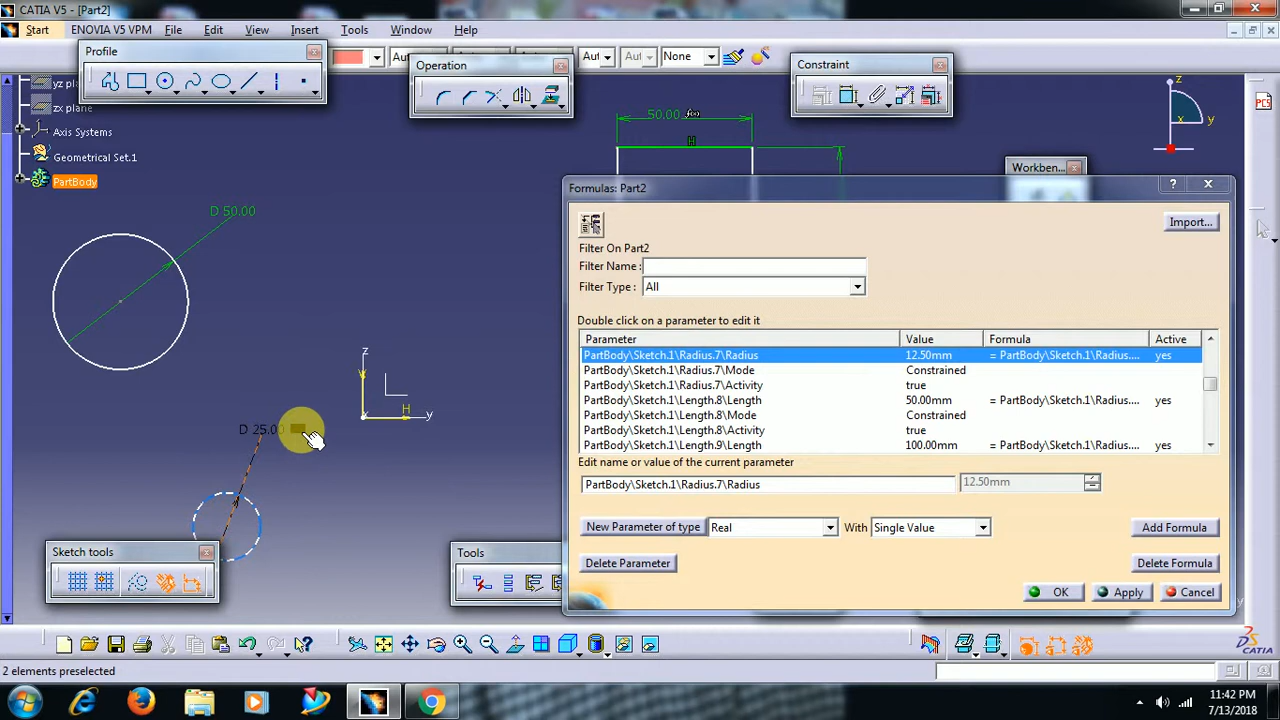 CATIA V5 - [Part2]
Start ENOVIA V5 VPM File Edit View Insert Tools Window Help
Profile
Operation
Constraint
Auto
Aut
Aut
None
yz pl
zx plane
Axis Systems
Geometrical Set.1
PartBody
D 50.00
50.00
f(x)
H
z
x
y
Workben...
D 25.00
z
V
H
x
y
Formulas: Part2
Import...
Filter On Part2
Filter Name :
Filter Type : All
Double click on a parameter to edit it
Parameter Value Formula Active
PartBody\Sketch.1\Radius.7\Radius 12.50mm = PartBody\Sketch.1\Radius.... yes
PartBody\Sketch.1\Radius.7\Mode Constrained
PartBody\Sketch.1\Radius.7\Activity true
PartBody\Sketch.1\Length.8\Length 50.00mm = PartBody\Sketch.1\Radius.... yes
PartBody\Sketch.1\Length.8\Mode Constrained
PartBody\Sketch.1\Length.8\Activity true
PartBody\Sketch.1\Length.9\Length 100.00mm = PartBody\Sketch.1\Radius.... yes
Edit name or value of the current parameter
PartBody\Sketch.1\Radius.7\Radius 12.50mm
New Parameter of type Real With Single Value Add Formula
Delete Parameter Delete Formula
OK Apply Cancel
Sketch tools
Tools
CATIA
2 elements preselected
11:42 PM
7/13/2018